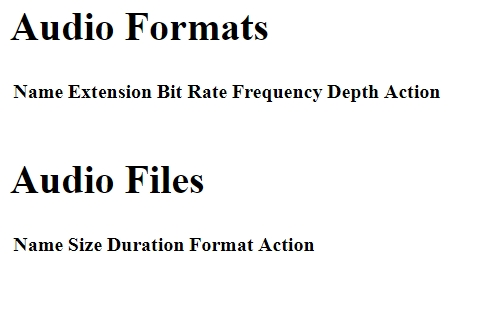 Audio Formats
Name Extension Bit Rate Frequency Depth Action
Audio Files
Name Size Duration Format Action